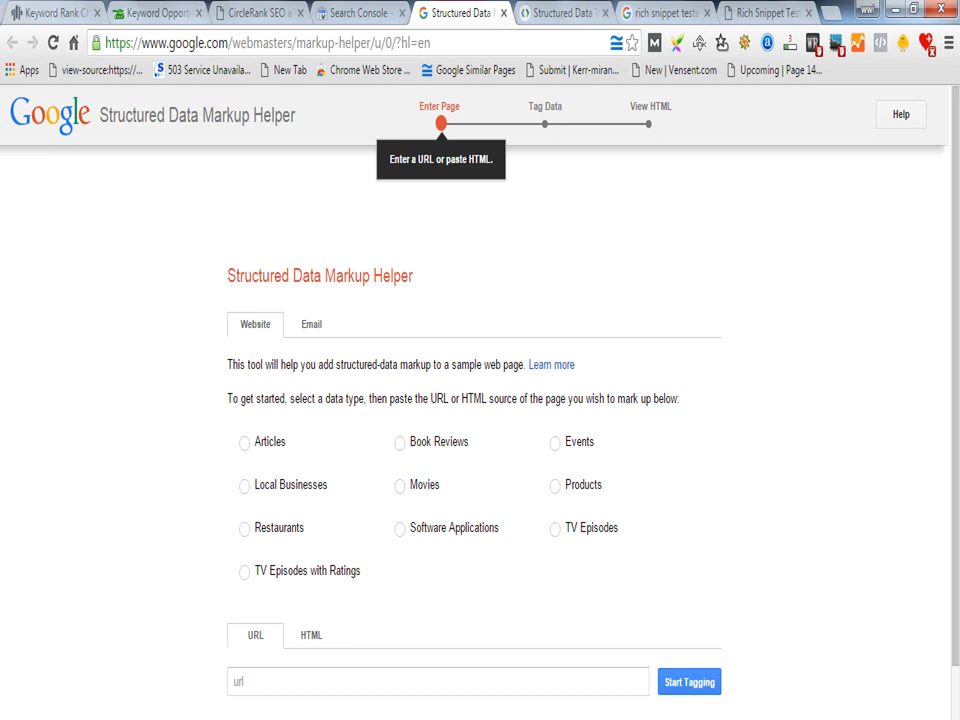 Keyword Rank C
Keyword Opport
CircleRank SEO a
Search Console -
Structured Data
Structured Data T
rich snippet teste
Rich Snippet Test
wwi
https://www.google.com/webmasters/markup-helper/u/0/?hl=en
Apps
view-source:https://...
503 Service Unavaila...
New Tab
Chrome Web Store ...
Google Similar Pages
Submit | Kerr-miran...
New | Vensent.com
Upcoming | Page 14...
Google Structured Data Markup Helper
Enter Page
Tag Data
View HTML
Help
Enter a URL or paste HTML.
Structured Data Markup Helper
Website
Email
This tool will help you add structured-data markup to a sample web page. Learn more
To get started, select a data type, then paste the URL or HTML source of the page you wish to mark up below:
Articles
Book Reviews
Events
Local Businesses
Movies
Products
Restaurants
Software Applications
TV Episodes
TV Episodes with Ratings
URL
HTML
url
Start Tagging